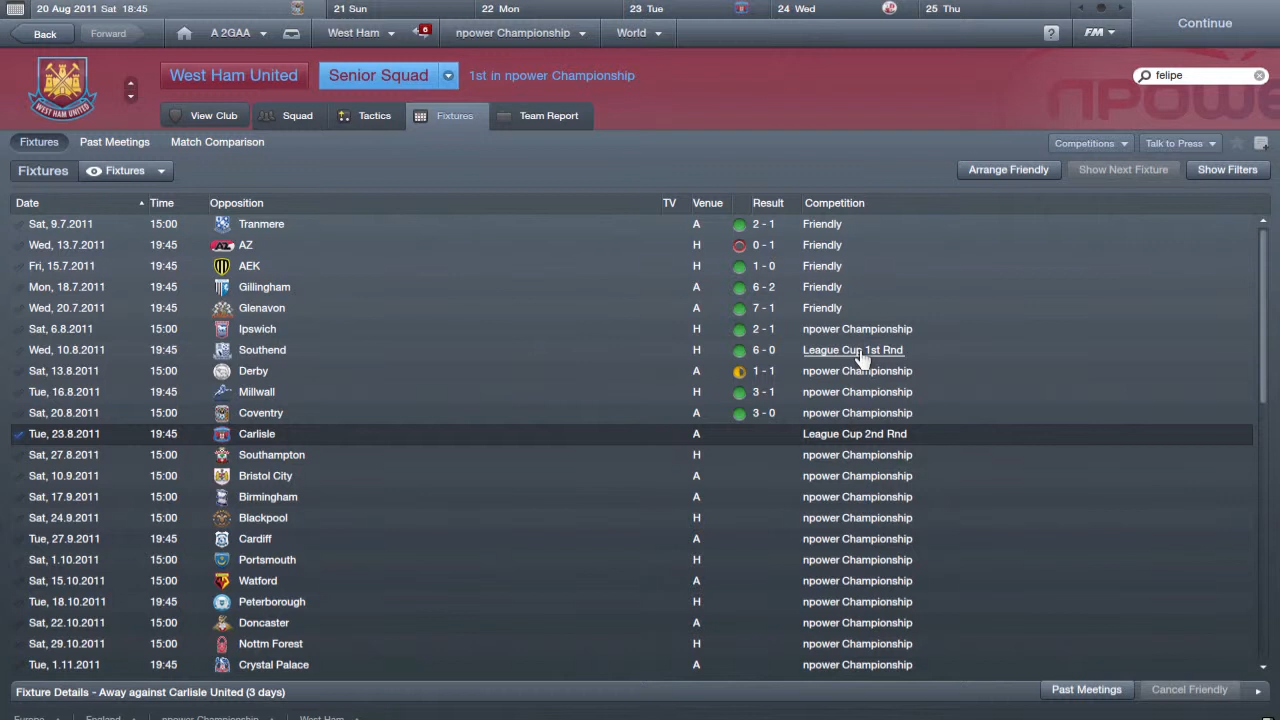 20 Aug 2011 Sat 18:45 21 Sun 22 Mon 23 Tue 24 Wed 25 Thu
Continue
Back Forward A 2GAA West Ham 6 npower Championship World ? FM
West Ham United Senior Squad 1st in npower Championship felipe
WEST HAM UNITED
View Club Squad Tactics Fixtures Team Report
Fixtures Past Meetings Match Comparison Competitions Talk to Press
Fixtures Fixtures Arrange Friendly Show Next Fixture Show Filters
Date Time Opposition TV Venue Result Competition
Sat, 9.7.2011 15:00 Tranmere A 2 - 1 Friendly
Wed, 13.7.2011 19:45 AZ H 0 - 1 Friendly
Fri, 15.7.2011 19:45 AEK H 1 - 0 Friendly
Mon, 18.7.2011 19:45 Gillingham A 6 - 2 Friendly
Wed, 20.7.2011 19:45 Glenavon A 7 - 1 Friendly
Sat, 6.8.2011 15:00 Ipswich H 2 - 1 npower Championship
Wed, 10.8.2011 19:45 Southend H 6 - 0 League Cup 1st Rnd
Sat, 13.8.2011 15:00 Derby A 1 - 1 npower Championship
Tue, 16.8.2011 19:45 Millwall H 3 - 1 npower Championship
Sat, 20.8.2011 15:00 Coventry A 3 - 0 npower Championship
Tue, 23.8.2011 19:45 Carlisle A League Cup 2nd Rnd
Sat, 27.8.2011 15:00 Southampton H npower Championship
Sat, 10.9.2011 15:00 Bristol City A npower Championship
Sat, 17.9.2011 15:00 Birmingham A npower Championship
Sat, 24.9.2011 15:00 Blackpool H npower Championship
Tue, 27.9.2011 19:45 Cardiff A npower Championship
Sat, 1.10.2011 15:00 Portsmouth H npower Championship
Sat, 15.10.2011 15:00 Watford A npower Championship
Tue, 18.10.2011 19:45 Peterborough H npower Championship
Sat, 22.10.2011 15:00 Doncaster A npower Championship
Sat, 29.10.2011 15:00 Nottm Forest H npower Championship
Tue, 1.11.2011 19:45 Crystal Palace A npower Championship
Fixture Details - Away against Carlisle United (3 days) Past Meetings Cancel Friendly
Europe England npower Championship West Ham